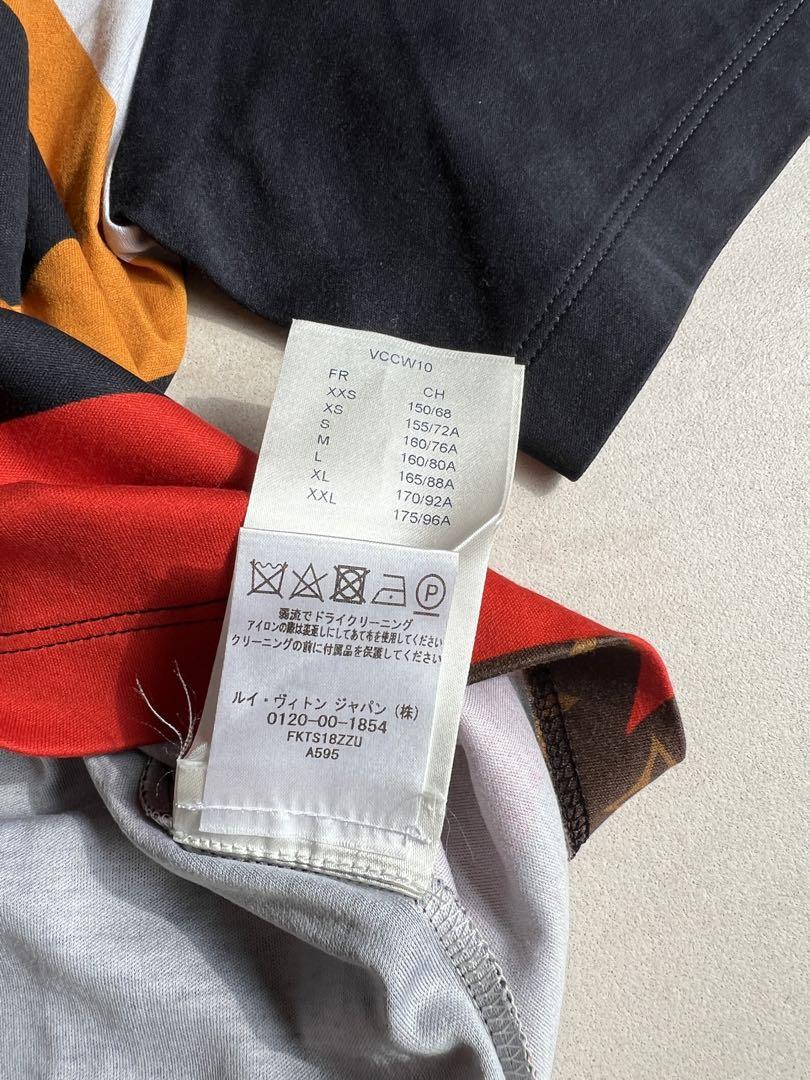 VCCW10
FR CH
XXS 150/68
XS 155/72A
S 160/76A
M 160/80A
L 165/88A
XL 170/92A
XXL 175/96A
P
弱流でドライクリーニング
アイロンの際は裏返しにしてあて布を使用してください
クリーニングの前に付属品を保護してください
ルイ・ヴィトン ジャパン (株)
0120-00-1854
FKTS18ZZU
A595